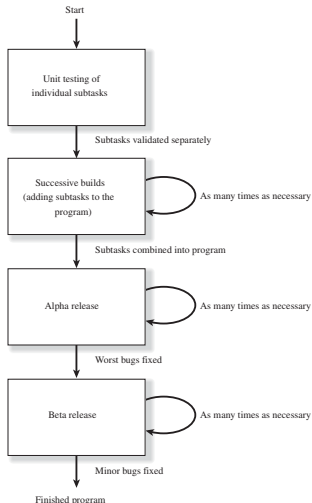 Start
Unit testing of
individual subtasks
Subtasks validated separately
Successive builds
(adding subtasks to the
program)
As many times as necessary
Subtasks combined into program
Alpha release
As many times as necessary
Worst bugs fixed
Beta release
As many times as necessary
Minor bugs fixed
Finished program